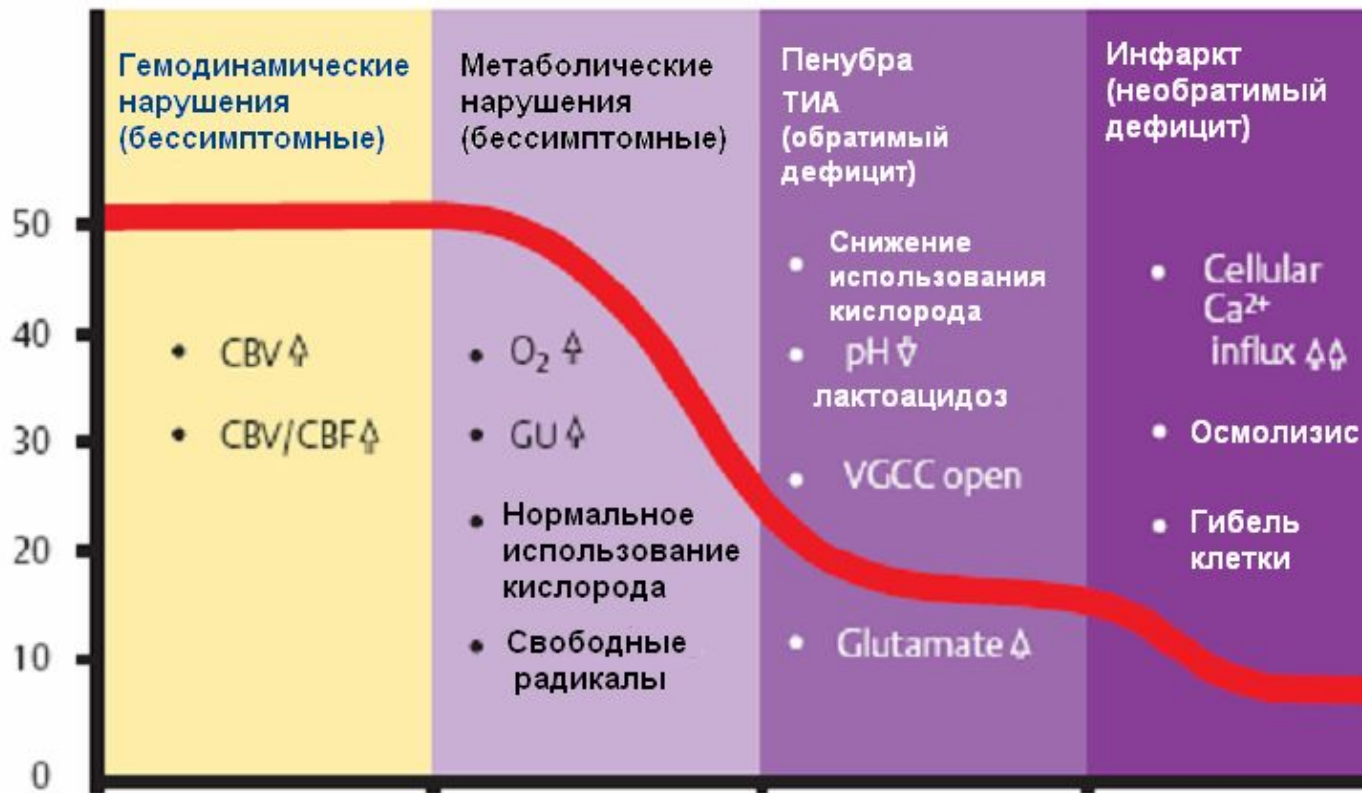 Гемодинамические
нарушения
(бессимптомные)
Метаболические
нарушения
(бессимптомные)
Пенубра
ТИА
(обратимый
дефицит)
Инфаркт
(необратимый
дефицит)
50
40
30
20
10
0
• CBV ⇧
• CBV/CBF ⇧
• O₂ ⇧
• GU ⇧
• Нормальное
использование
кислорода
• Свободные
радикалы
• Снижение
использования
кислорода
• pH ⇩
лактоацидоз
• VGCC open
• Glutamate ⇧
• Cellular
Ca²⁺
influx ⇧⇧
• Осмолизис
• Гибель
клетки